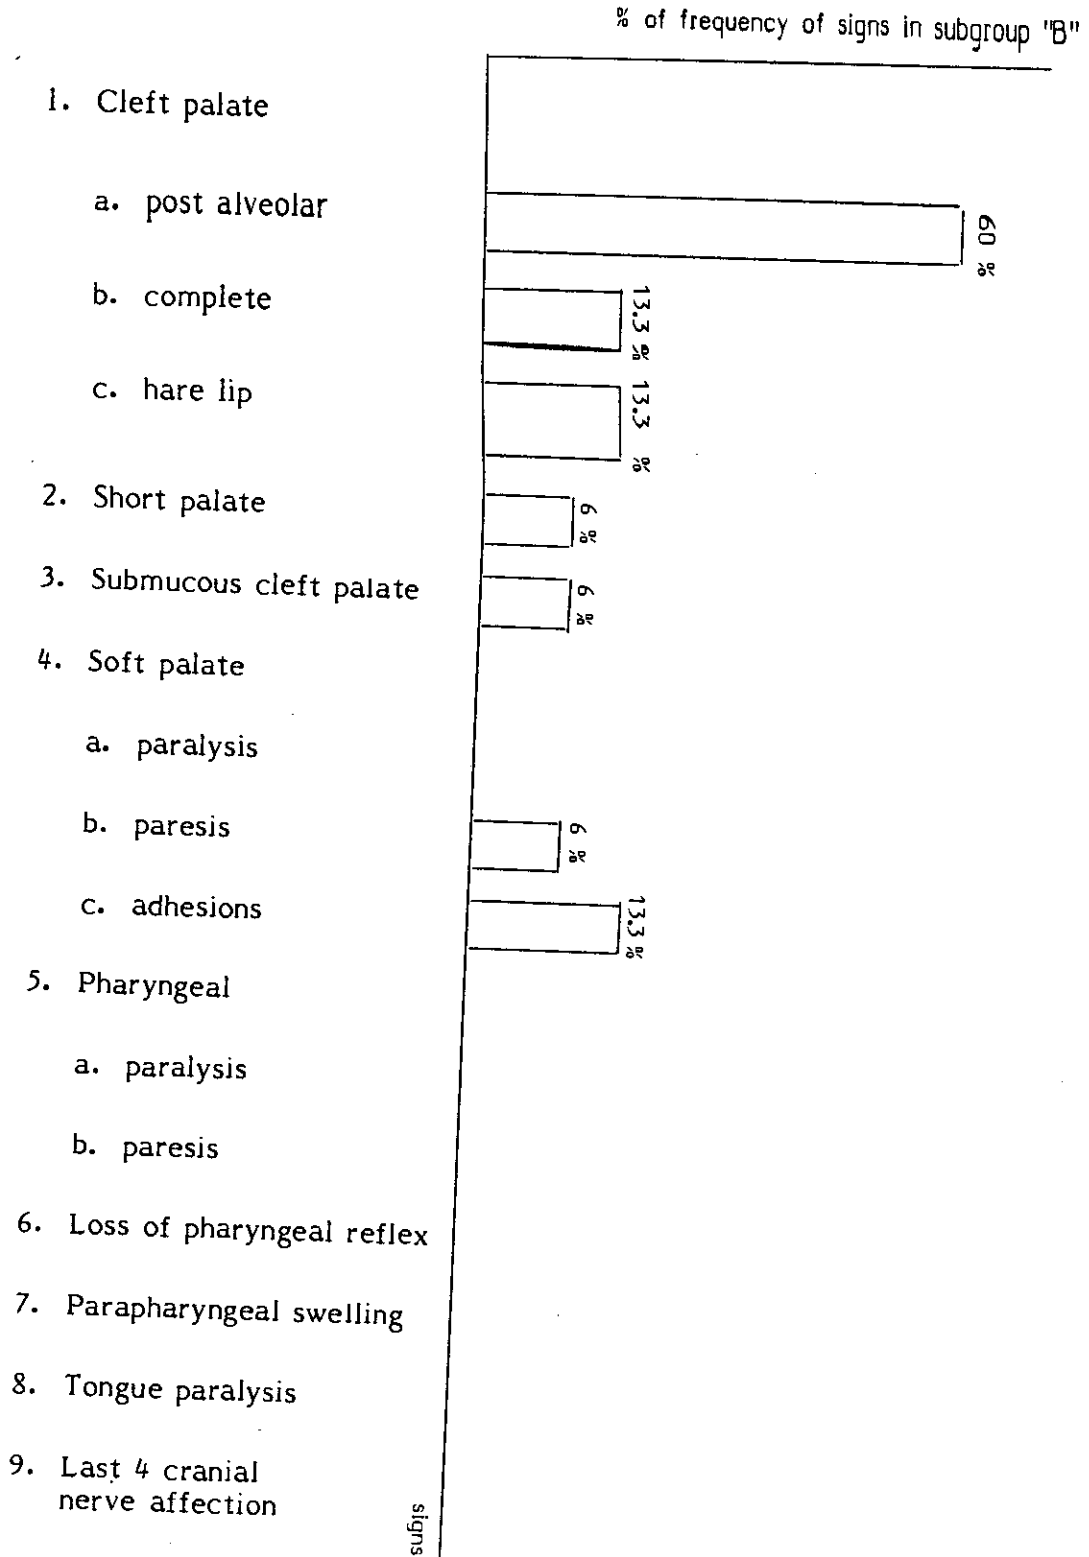 % of frequency of signs in subgroup "B"
1. Cleft palate
a. post alveolar
60 %
b. complete
13.3 %
c. hare lip
13.3 %
2. Short palate
6 %
3. Submucous cleft palate
6 %
4. Soft palate
a. paralysis
b. paresis
6 %
c. adhesions
13.3 %
5. Pharyngeal
a. paralysis
b. paresis
6. Loss of pharyngeal reflex
7. Parapharyngeal swelling
8. Tongue paralysis
9. Last 4 cranial
nerve affection
signs